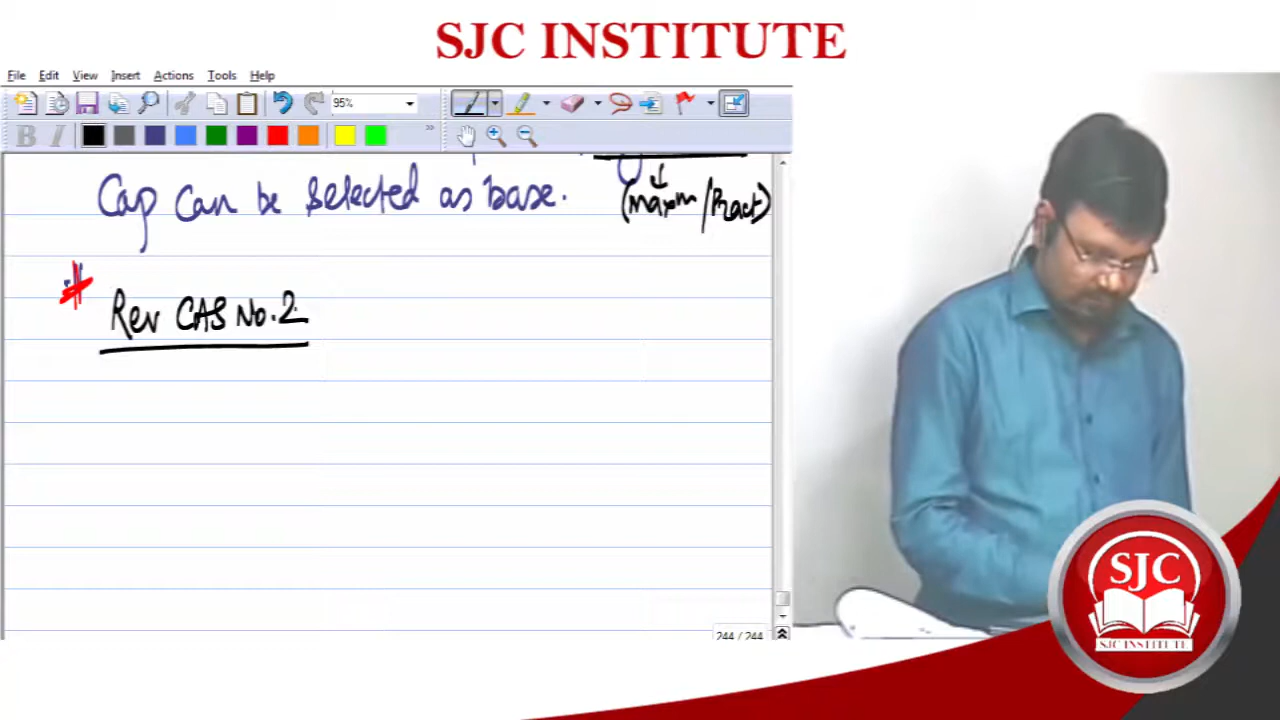 SJC INSTITUTE
File Edit View Insert Actions Tools Help
95%
B I
Cap can be selected as base.
(maxm/Pract)
# Rev CAS No.2
244 / 244
SJC
SJC INSTITUTE